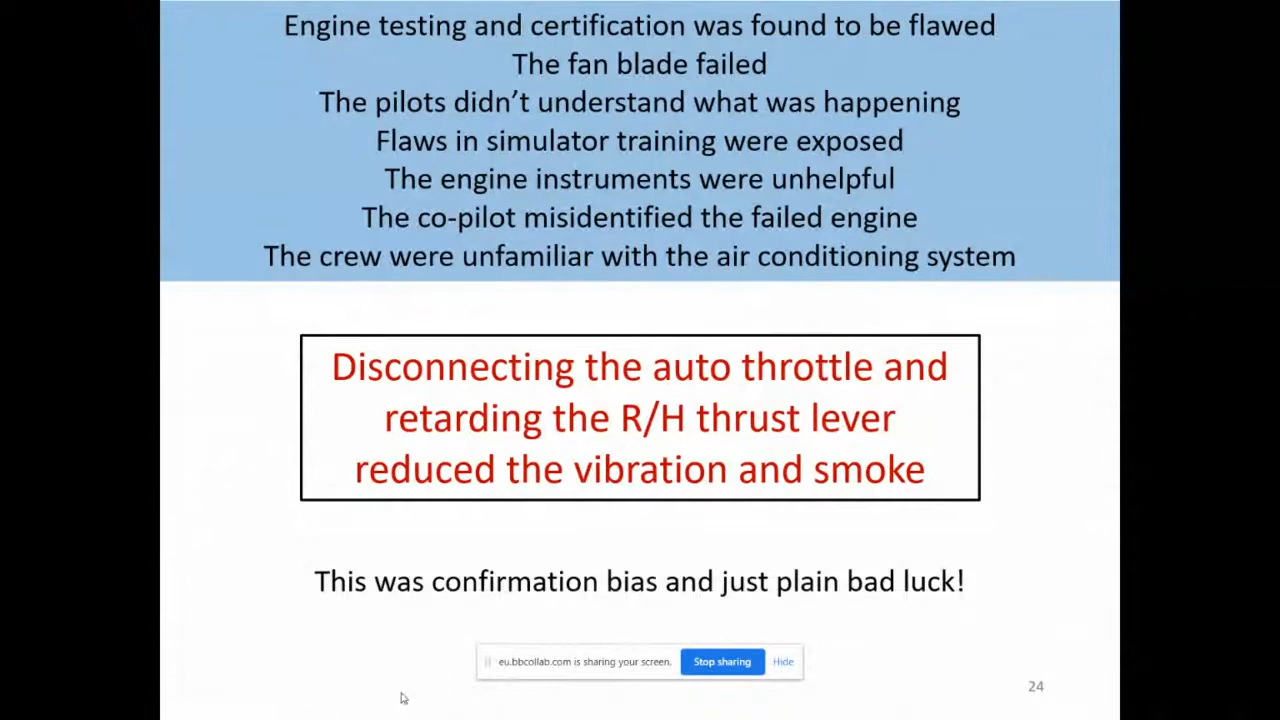 Engine testing and certification was found to be flawed
The fan blade failed
The pilots didn’t understand what was happening
Flaws in simulator training were exposed
The engine instruments were unhelpful
The co-pilot misidentified the failed engine
The crew were unfamiliar with the air conditioning system
Disconnecting the auto throttle and
retarding the R/H thrust lever
reduced the vibration and smoke
This was confirmation bias and just plain bad luck!
eu.bbcollab.com is sharing your screen. Stop sharing Hide
24